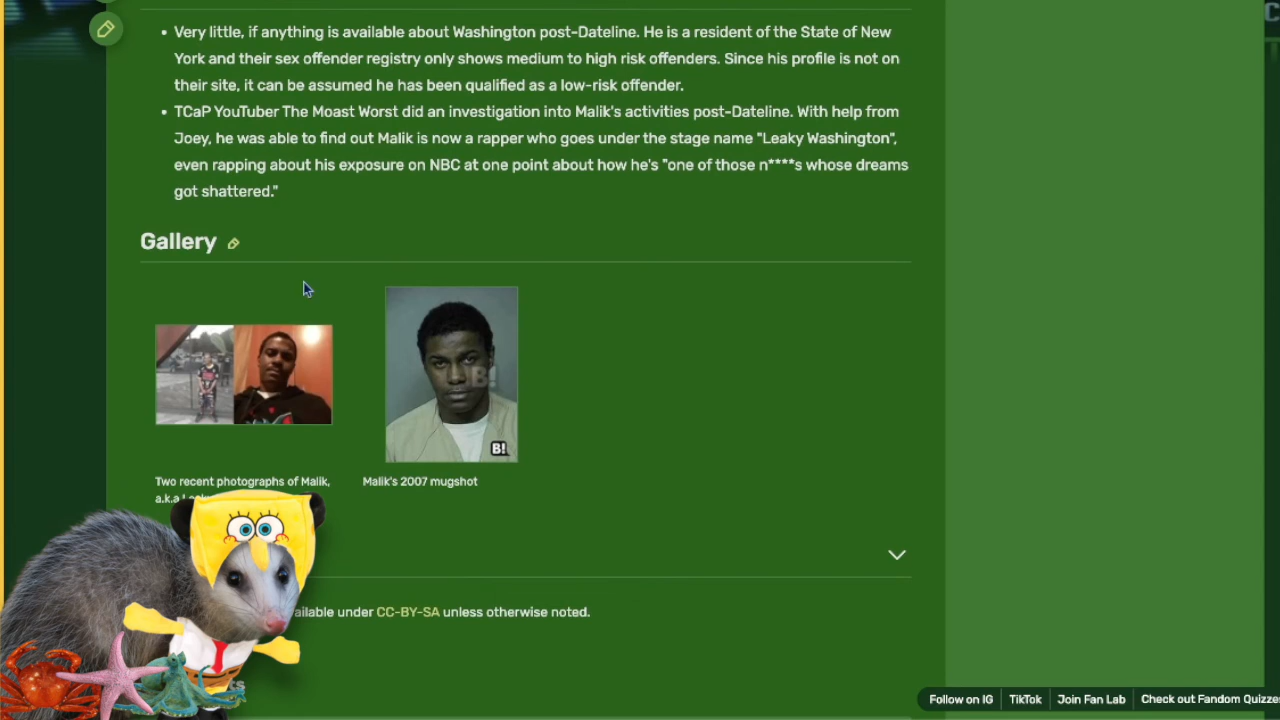 Very little, if anything is available about Washington post-Dateline. He is a resident of the State of New
York and their sex offender registry only shows medium to high risk offenders. Since his profile is not on
their site, it can be assumed he has been qualified as a low-risk offender.
TCaP YouTuber The Moast Worst did an investigation into Malik's activities post-Dateline. With help from
Joey, he was able to find out Malik is now a rapper who goes under the stage name "Leaky Washington",
even rapping about his exposure on NBC at one point about how he's "one of those n****s whose dreams
got shattered."
Gallery
B!
B!
Two recent photographs of Malik,
a.k.a
Malik's 2007 mugshot
available under CC-BY-SA unless otherwise noted.
Follow on IG
TikTok
Join Fan Lab
Check out Fandom Quizzes